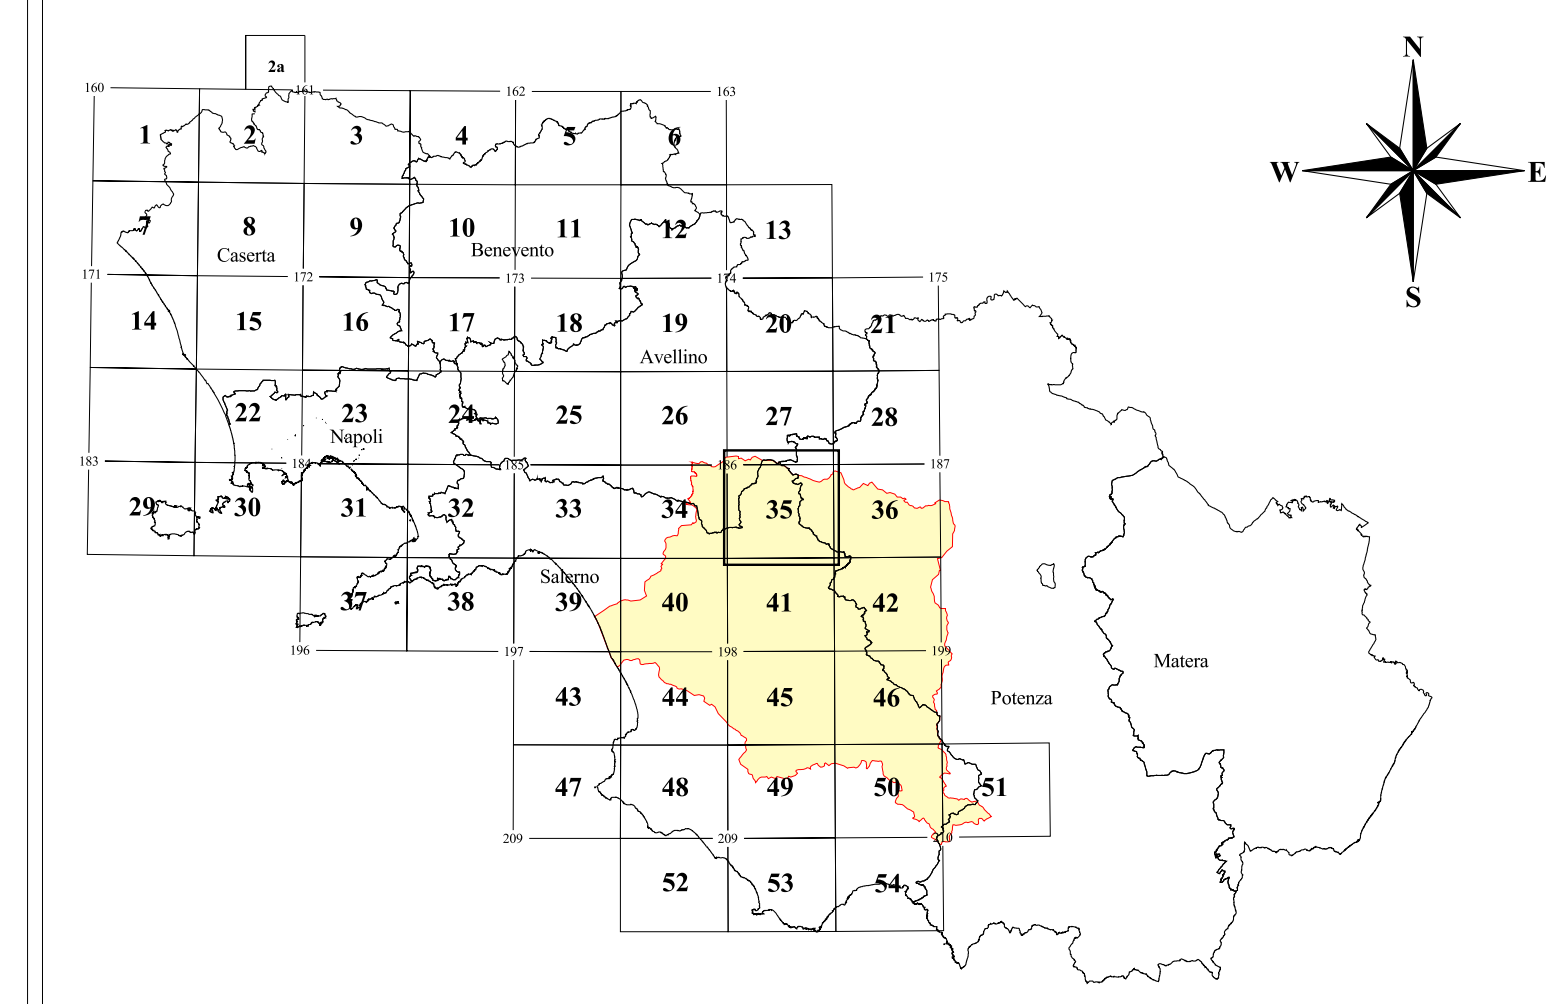 N
2a
160 161 162 163
1 2 3 4 5 6
W E
7 8 9 10 11 12 13
Caserta Benevento
171 172 173 174 175
S
14 15 16 17 18 19 20 21
Avellino
22 23 24 25 26 27 28
Napoli
183 184 185 186 187
29 30 31 32 33 34 35 36
Salerno
37 38 39 40 41 42
196 197 198 199
Matera
43 44 45 46 Potenza
47 48 49 50 51
209 209 210
52 53 54